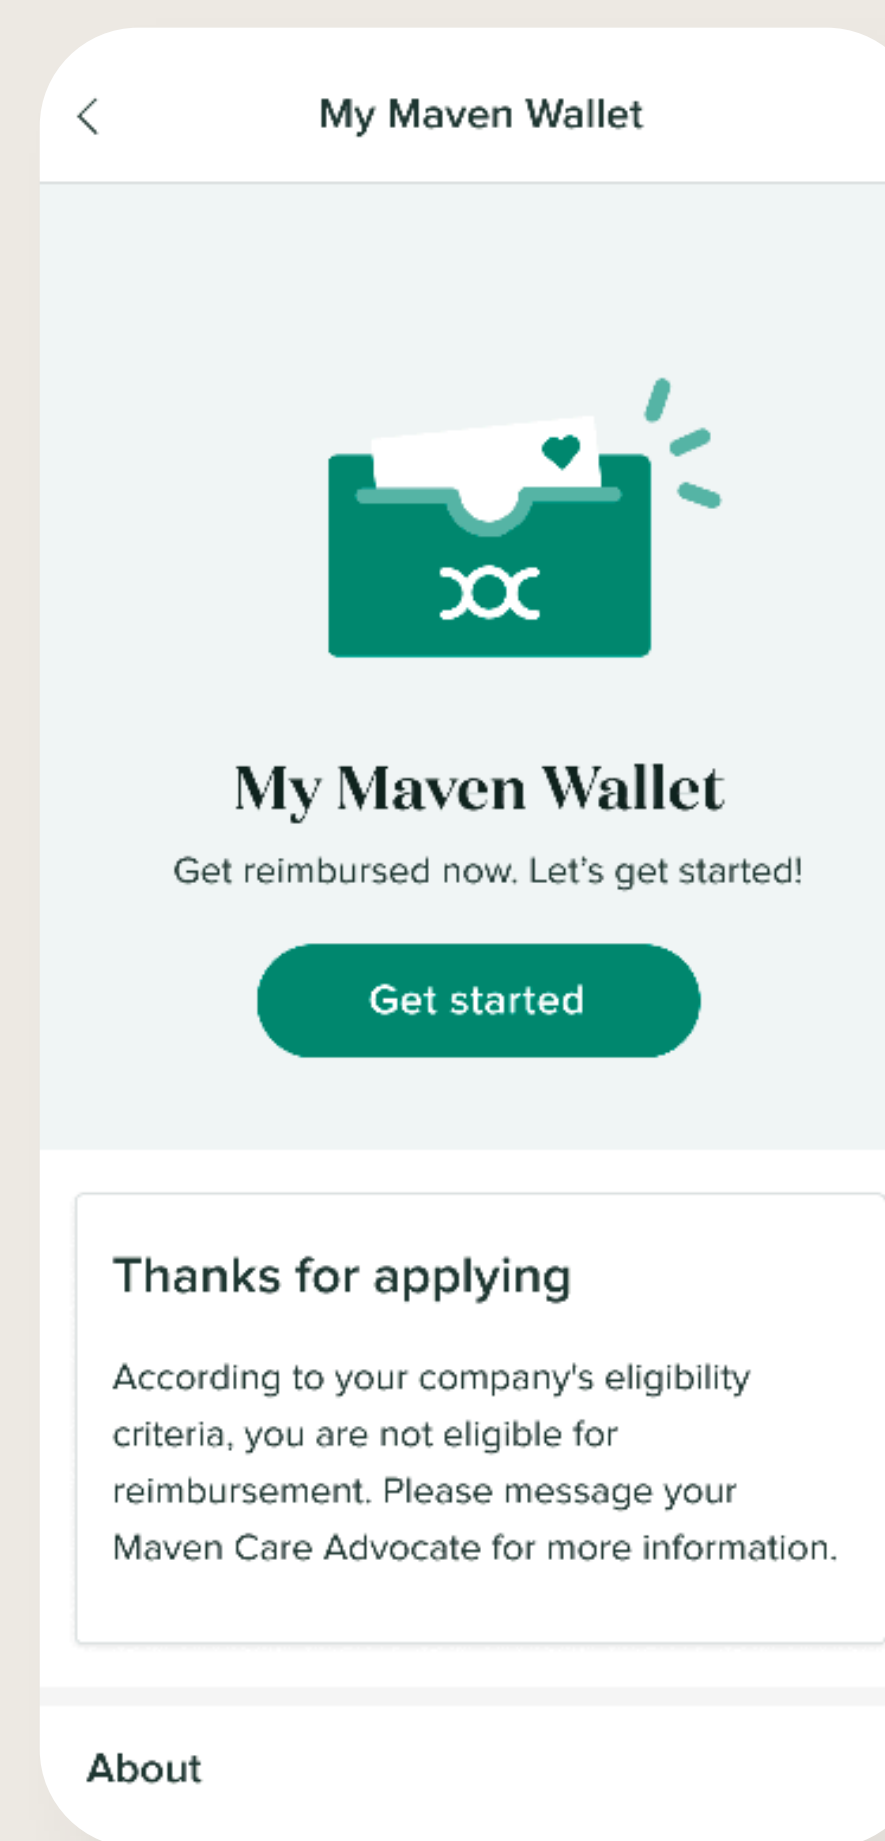 My Maven Wallet
My Maven Wallet
Get reimbursed now. Let's get started!
Get started
Thanks for applying
According to your company's eligibility
criteria, you are not eligible for
reimbursement. Please message your
Maven Care Advocate for more information.
About